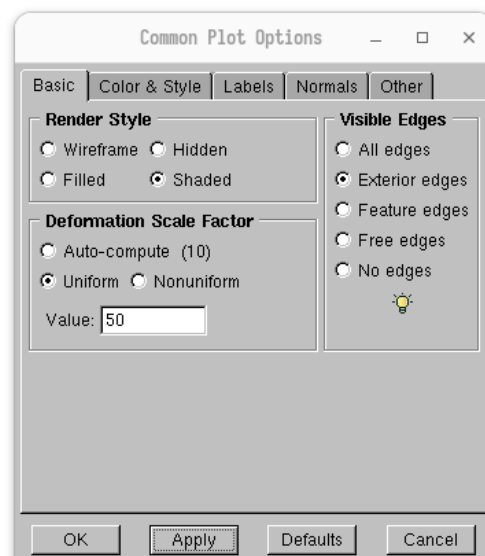 Common Plot Options
Basic Color & Style Labels Normals Other
Render Style
Wireframe Hidden
Filled Shaded
Deformation Scale Factor
Auto-compute (10)
Uniform Nonuniform
Value: 50
Visible Edges
All edges
Exterior edges
Feature edges
Free edges
No edges
OK Apply Defaults Cancel